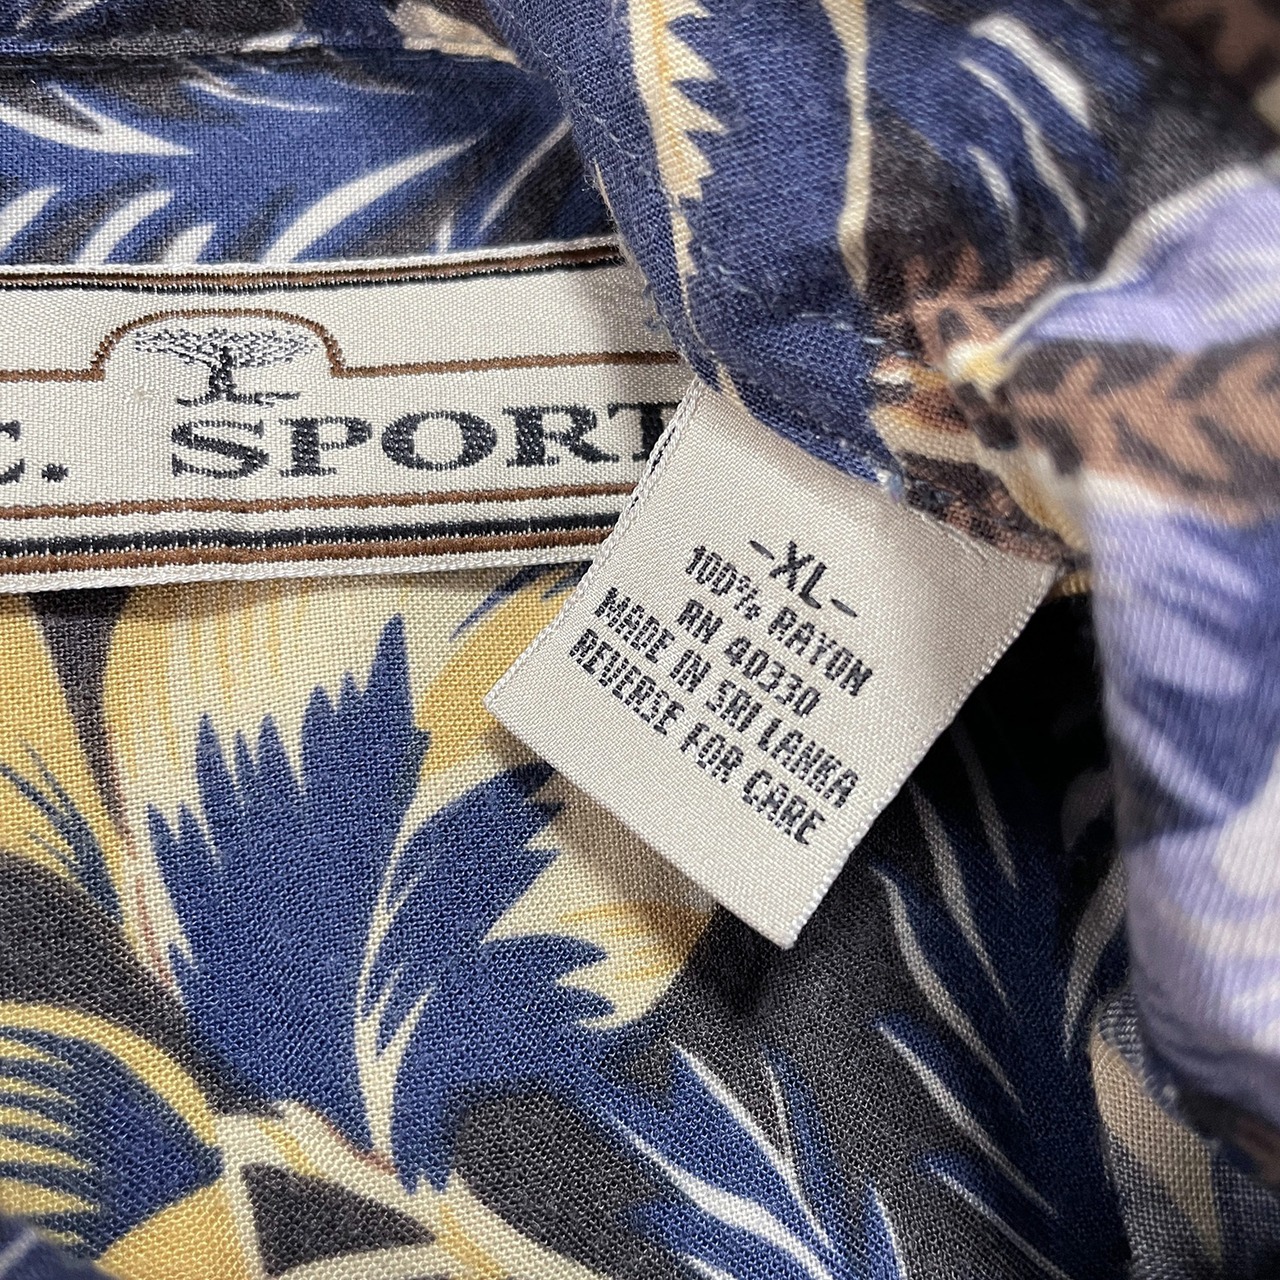 E. SPORT
-XL-
100% RAYON
RN 40330
MADE IN SRI LANKA
REVERSE FOR CARE